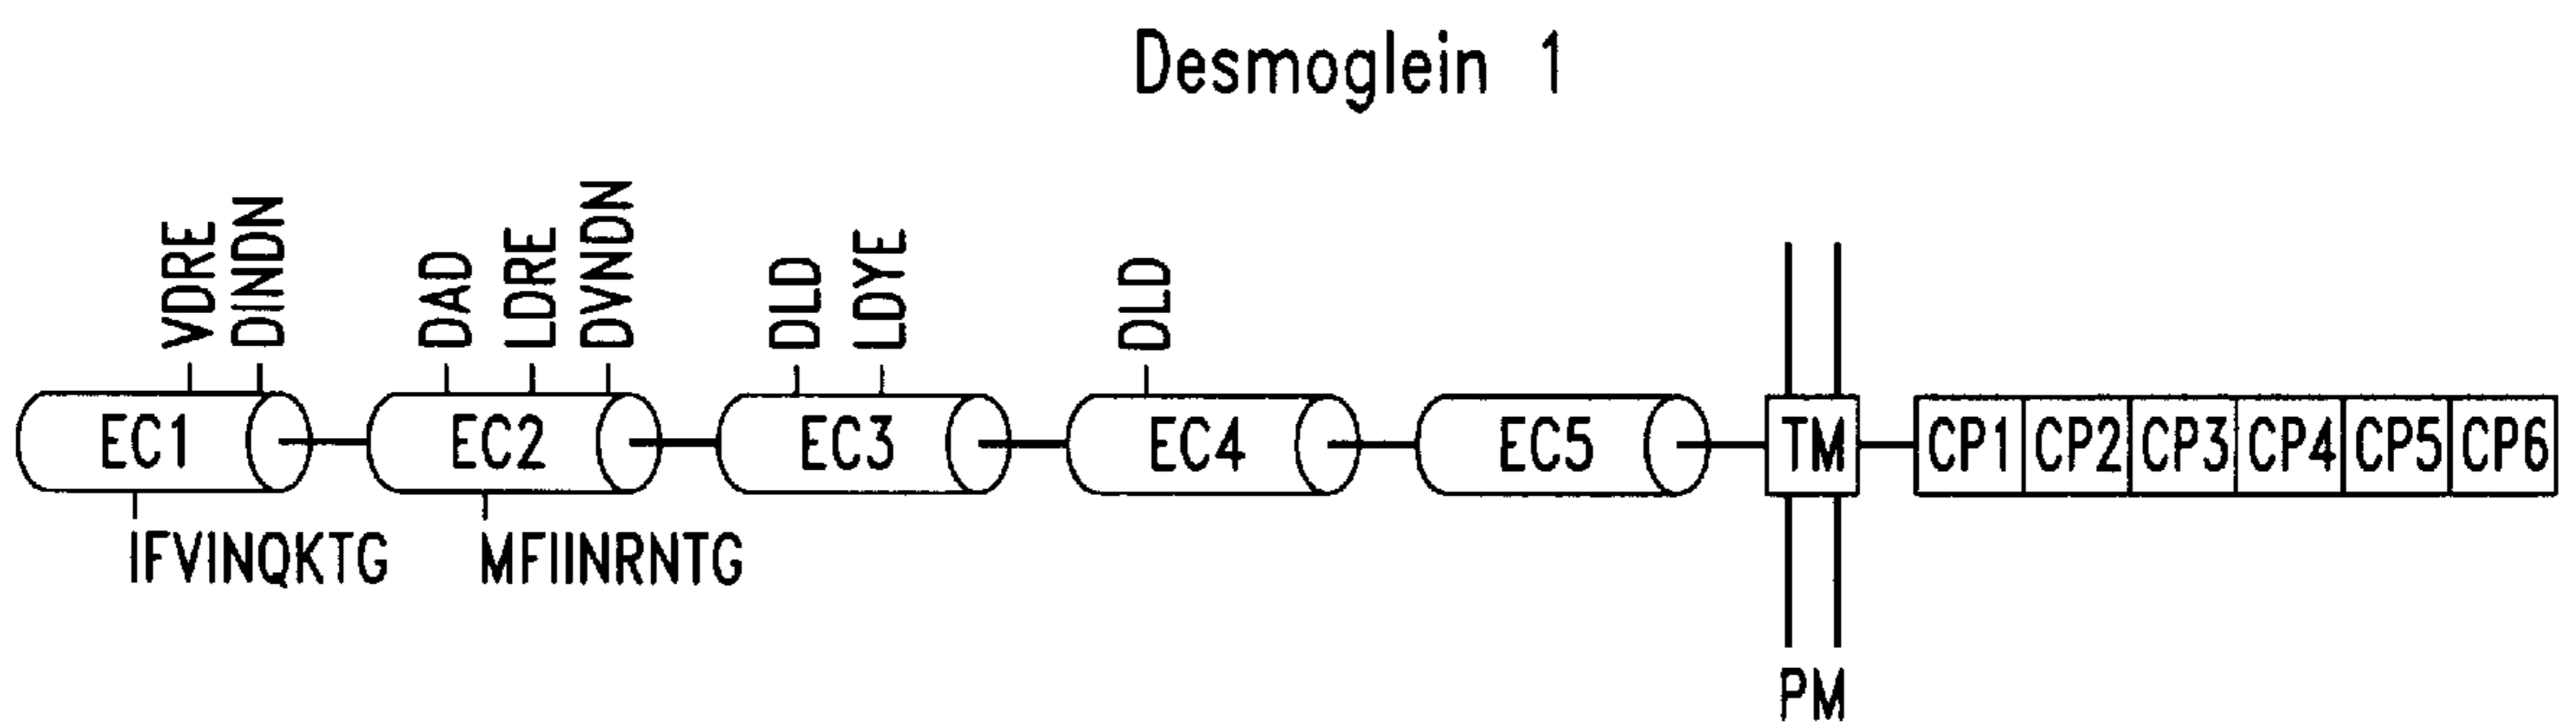 Desmoglein 1
VDRE
DINDN
DAD
LDRE
DVNDN
DLD
LDYE
DLD
EC1 EC2 EC3 EC4 EC5 TM CP1 CP2 CP3 CP4 CP5 CP6
IFVINQKTG MFIINRNTG
PM